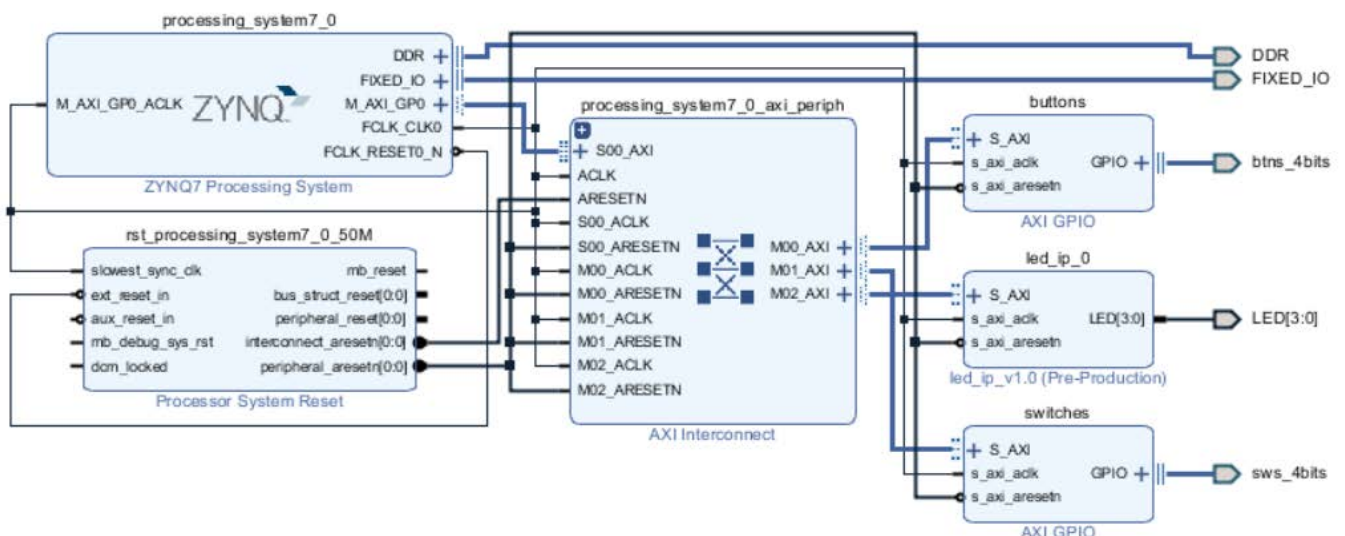 processing_system7_0
DDR
FIXED_IO
M_AXI_GP0_ACLK
ZYNQ
M_AXI_GP0
FCLK_CLK0
FCLK_RESET0_N
ZYNQ7 Processing System
rst_processing_system7_0_50M
slowest_sync_clk
mb_reset
ext_reset_in
bus_struct_reset[0:0]
aux_reset_in
peripheral_reset[0:0]
mb_debug_sys_rst
interconnect_aresetn[0:0]
dcm_locked
peripheral_aresetn[0:0]
Processor System Reset
processing_system7_0_axi_periph
S00_AXI
ACLK
ARESETN
S00_ACLK
S00_ARESETN
M00_AXI
M00_ACLK
M01_AXI
M00_ARESETN
M02_AXI
M01_ACLK
M01_ARESETN
M02_ACLK
M02_ARESETN
AXI Interconnect
DDR
FIXED_IO
buttons
S_AXI
s_axi_aclk
GPIO
s_axi_aresetn
AXI GPIO
btns_4bits
led_ip_0
S_AXI
s_axi_aclk
LED[3:0]
s_axi_aresetn
led_ip_v1.0 (Pre-Production)
LED[3:0]
switches
S_AXI
s_axi_aclk
GPIO
s_axi_aresetn
AXI GPIO
sws_4bits